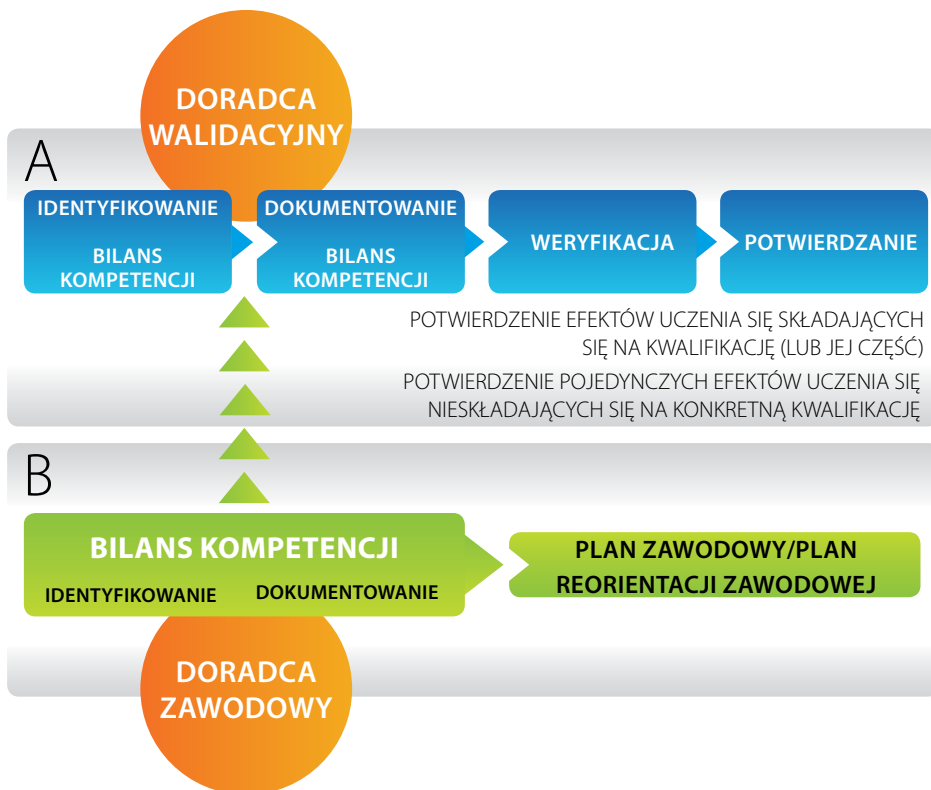 DORADCA
WALIDACYJNY
A
IDENTYFIKOWANIE
BILANS
KOMPETENCJI
DOKUMENTOWANIE
BILANS
KOMPETENCJI
WERYFIKACJA
POTWIERDZANIE
POTWIERDZENIE EFEKTÓW UCZENIA SIĘ SKŁADAJĄCYCH
SIĘ NA KWALIFIKACJĘ (LUB JEJ CZĘŚĆ)
POTWIERDZENIE POJEDYNCZYCH EFEKTÓW UCZENIA SIĘ
NIESKŁADAJĄCYCH SIĘ NA KONKRETNĄ KWALIFIKACJĘ
B
BILANS KOMPETENCJI
IDENTYFIKOWANIE
DOKUMENTOWANIE
PLAN ZAWODOWY/PLAN
REORIENTACJI ZAWODOWEJ
DORADCA
ZAWODOWY